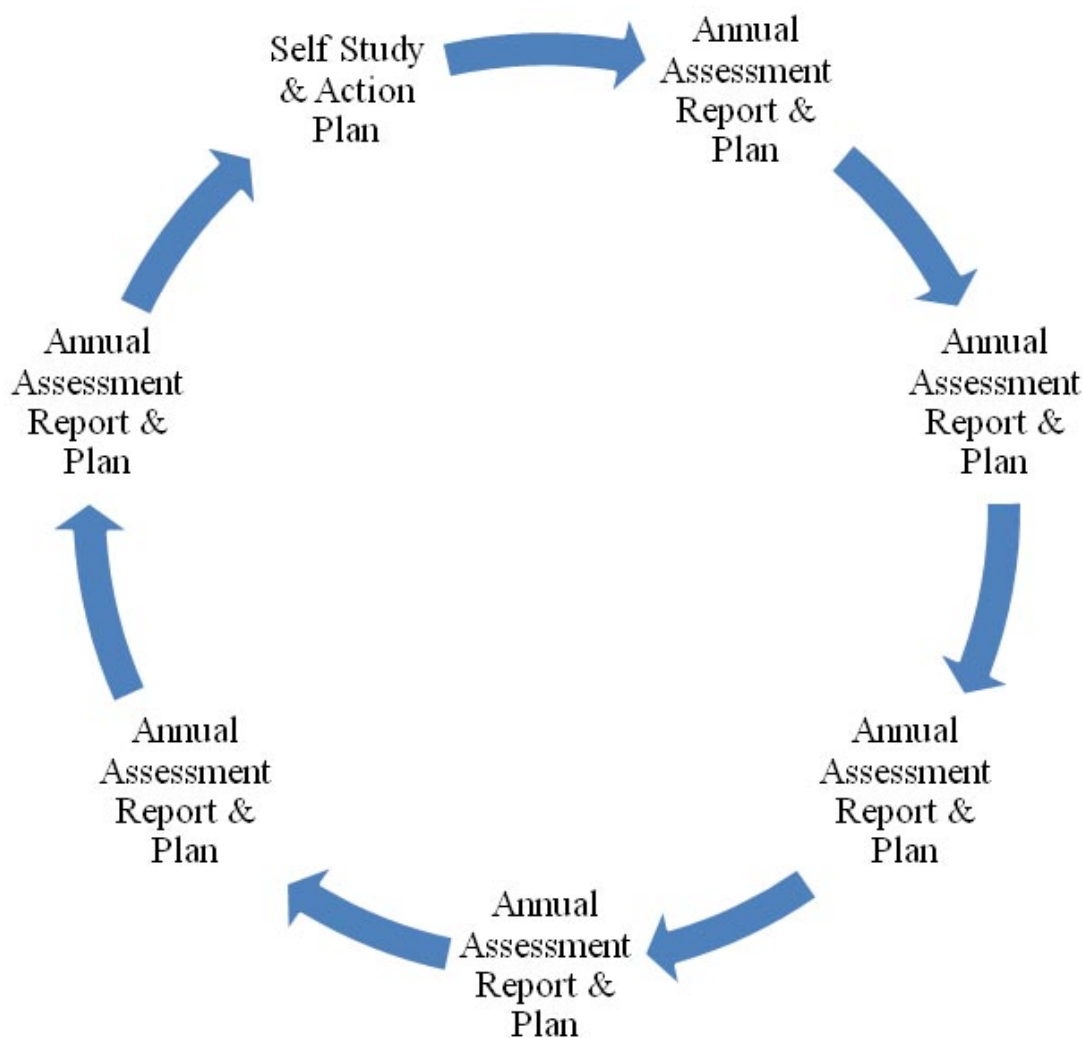 Self Study
& Action
Plan
Annual
Assessment
Report &
Plan
Annual
Assessment
Report &
Plan
Annual
Assessment
Report &
Plan
Annual
Assessment
Report &
Plan
Annual
Assessment
Report &
Plan
Annual
Assessment
Report &
Plan